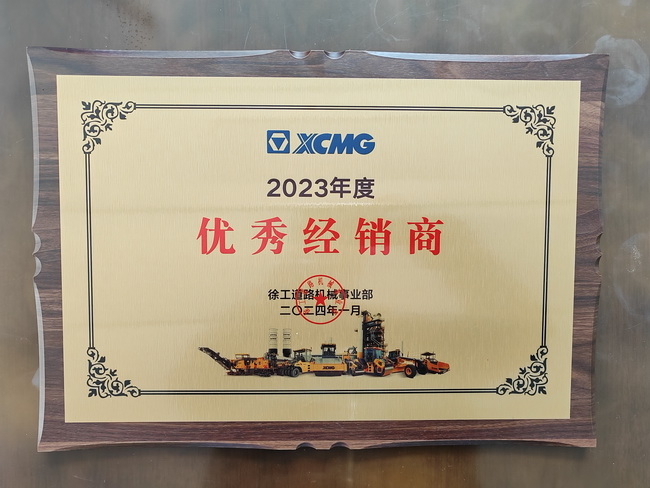 XCMG
2023年度
优秀经销商
徐工道路机械事业部
二〇二四年一月
XCMG